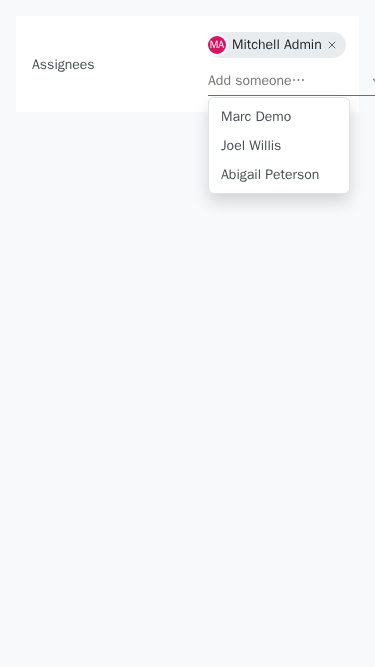 Assignees
MA Mitchell Admin
Add someone...
Marc Demo
Joel Willis
Abigail Peterson